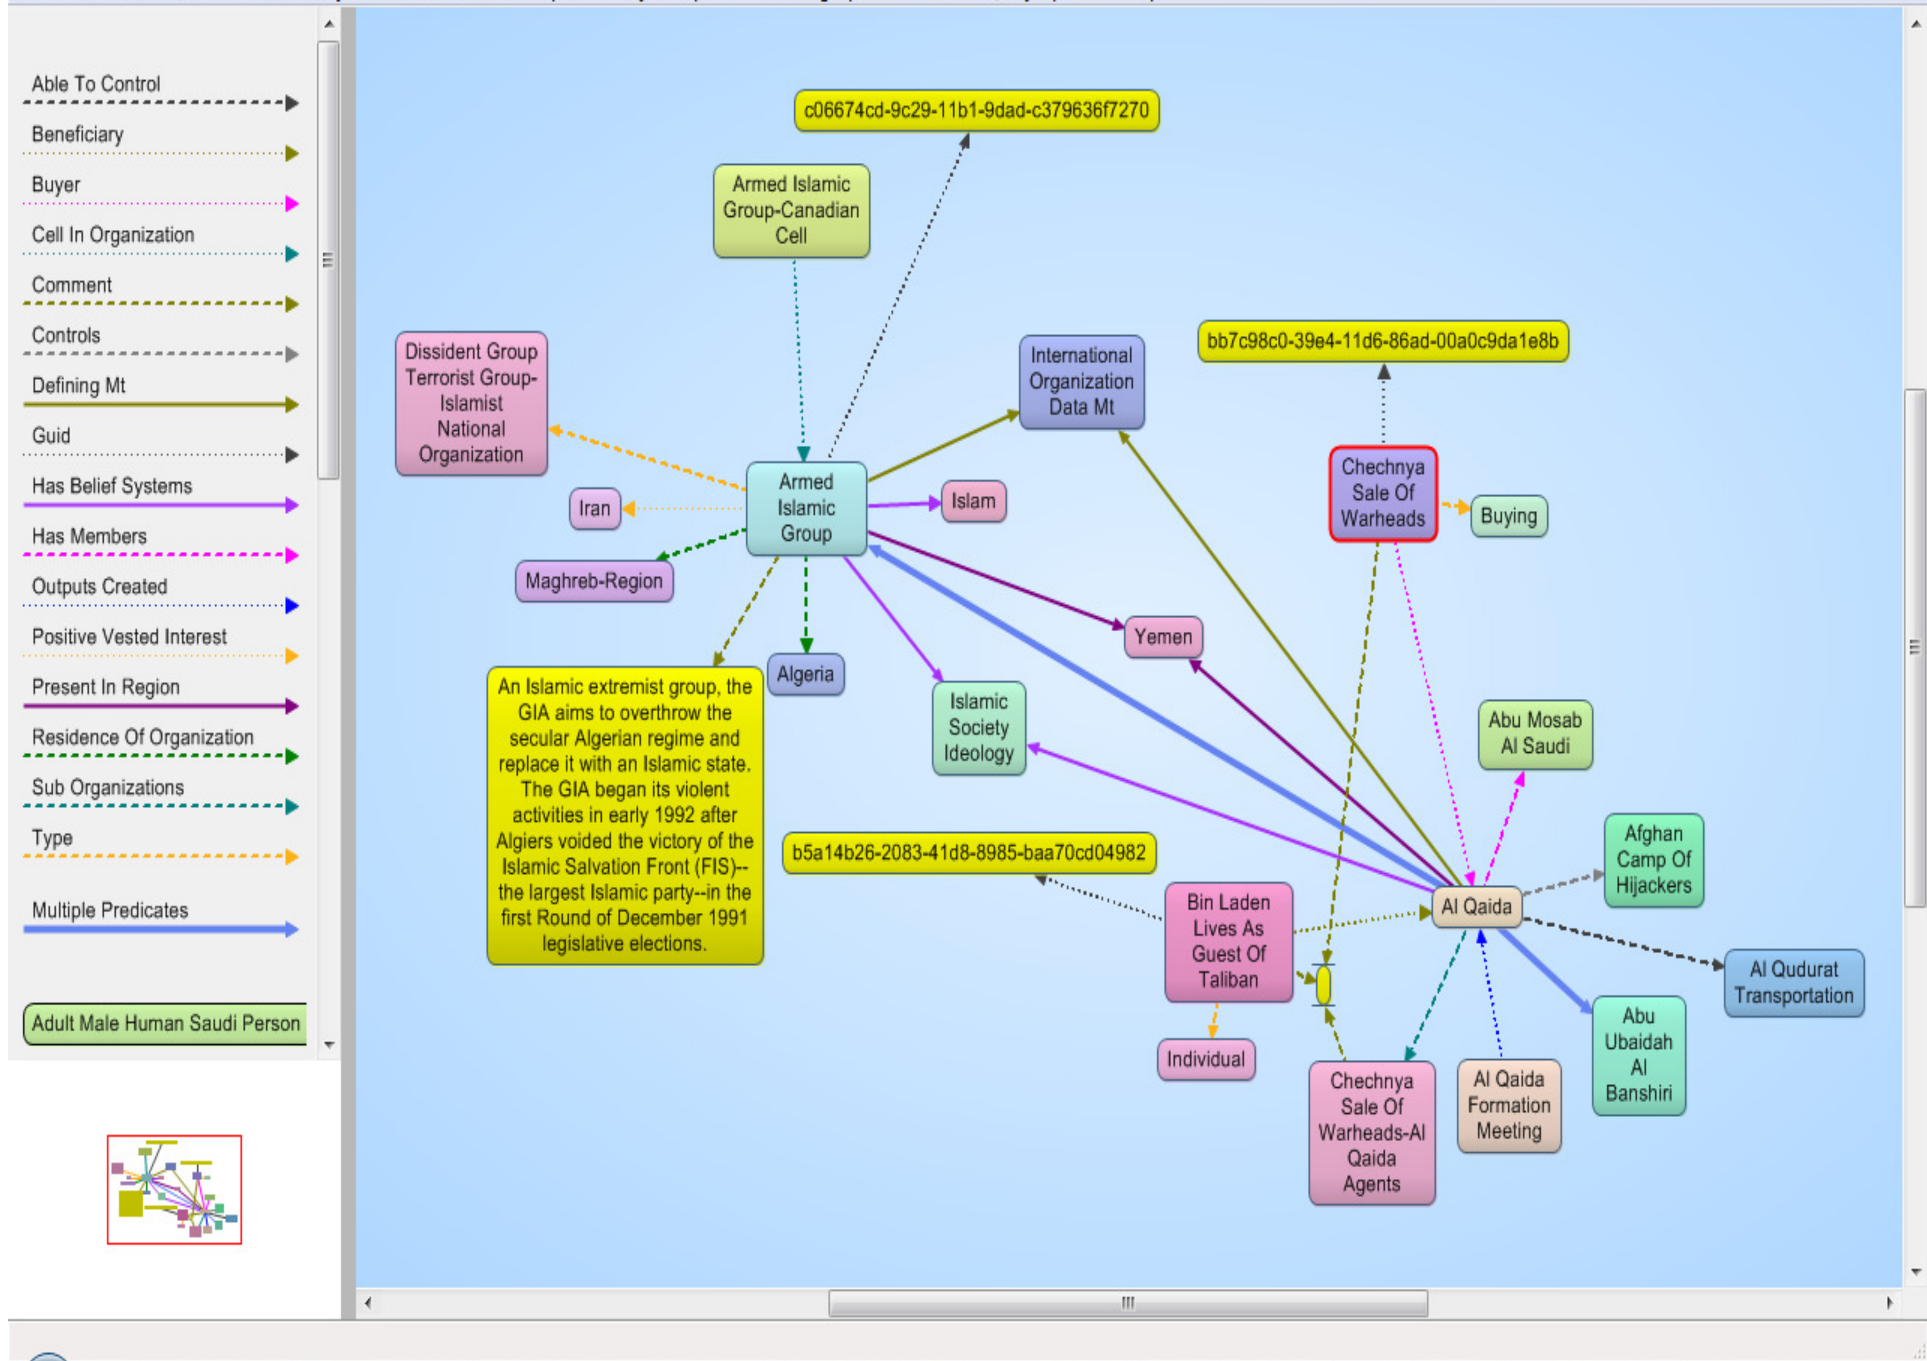 Able To Control
Beneficiary
Buyer
Cell In Organization
Comment
Controls
Defining Mt
Guid
Has Belief Systems
Has Members
Outputs Created
Positive Vested Interest
Present In Region
Residence Of Organization
Sub Organizations
Type
Multiple Predicates
Adult Male Human Saudi Person
c06674cd-9c29-11b1-9dad-c379636f7270
Armed Islamic
Group-Canadian
Cell
Dissident Group
Terrorist Group-
Islamist
National
Organization
International
Organization
Data Mt
bb7c98c0-39e4-11d6-86ad-00a0c9da1e8b
Chechnya
Sale Of
Warheads
Buying
Armed
Islamic
Group
Islam
Iran
Maghreb-Region
Yemen
Algeria
An Islamic extremist group, the
GIA aims to overthrow the
secular Algerian regime and
replace it with an Islamic state.
The GIA began its violent
activities in early 1992 after
Algiers voided the victory of the
Islamic Salvation Front (FIS)--
the largest Islamic party--in the
first Round of December 1991
legislative elections.
Islamic
Society
Ideology
Abu Mosab
Al Saudi
b5a14b26-2083-41d8-8985-baa70cd04982
Afghan
Camp Of
Hijackers
Bin Laden
Lives As
Guest Of
Taliban
Al Qaida
Al Qudurat
Transportation
Individual
Abu
Ubaidah
Al
Banshiri
Chechnya
Sale Of
Warheads-Al
Qaida
Agents
Al Qaida
Formation
Meeting